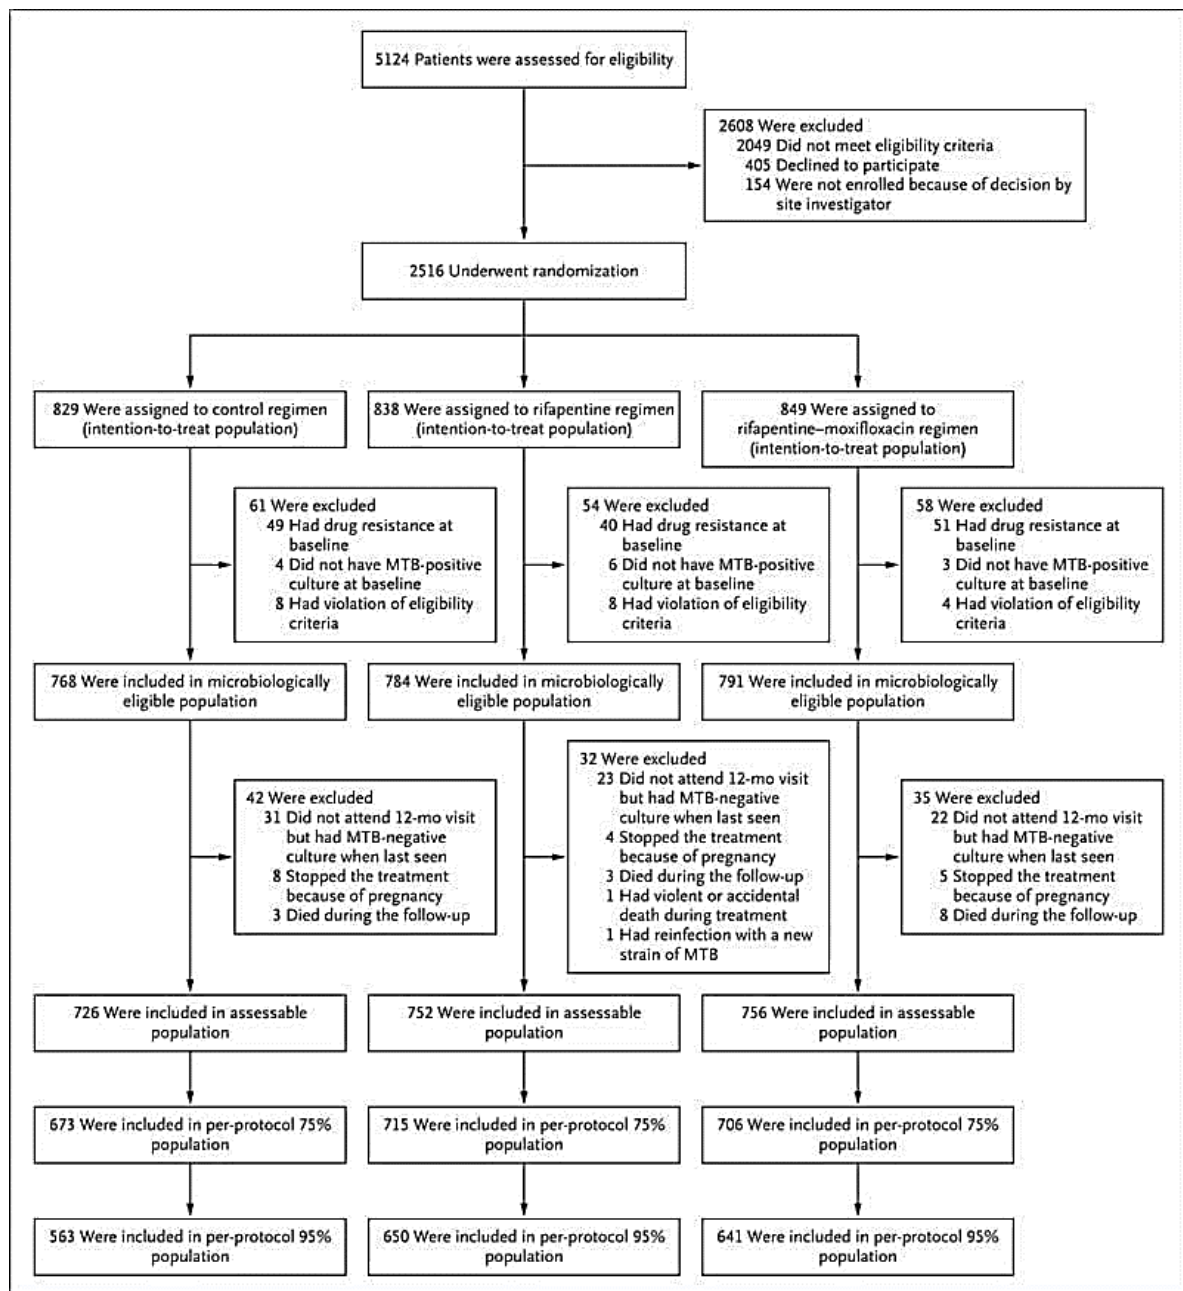 5124 Patients were assessed for eligibility
2608 Were excluded
2049 Did not meet eligibility criteria
405 Declined to participate
154 Were not enrolled because of decision by
site investigator
2516 Underwent randomization
829 Were assigned to control regimen
(intention-to-treat population)
838 Were assigned to rifapentine regimen
(intention-to-treat population)
849 Were assigned to
rifapentine–moxifloxacin regimen
(intention-to-treat population)
61 Were excluded
49 Had drug resistance at
baseline
4 Did not have MTB-positive
culture at baseline
8 Had violation of eligibility
criteria
54 Were excluded
40 Had drug resistance at
baseline
6 Did not have MTB-positive
culture at baseline
8 Had violation of eligibility
criteria
58 Were excluded
51 Had drug resistance at
baseline
3 Did not have MTB-positive
culture at baseline
4 Had violation of eligibility
criteria
768 Were included in microbiologically
eligible population
784 Were included in microbiologically
eligible population
791 Were included in microbiologically
eligible population
42 Were excluded
31 Did not attend 12-mo visit
but had MTB-negative
culture when last seen
8 Stopped the treatment
because of pregnancy
3 Died during the follow-up
32 Were excluded
23 Did not attend 12-mo visit
but had MTB-negative
culture when last seen
4 Stopped the treatment
because of pregnancy
3 Died during the follow-up
1 Had violent or accidental
death during treatment
1 Had reinfection with a new
strain of MTB
35 Were excluded
22 Did not attend 12-mo visit
but had MTB-negative
culture when last seen
5 Stopped the treatment
because of pregnancy
8 Died during the follow-up
726 Were included in assessable
population
752 Were included in assessable
population
756 Were included in assessable
population
673 Were included in per-protocol 75%
population
715 Were included in per-protocol 75%
population
706 Were included in per-protocol 75%
population
563 Were included in per-protocol 95%
population
650 Were included in per-protocol 95%
population
641 Were included in per-protocol 95%
population